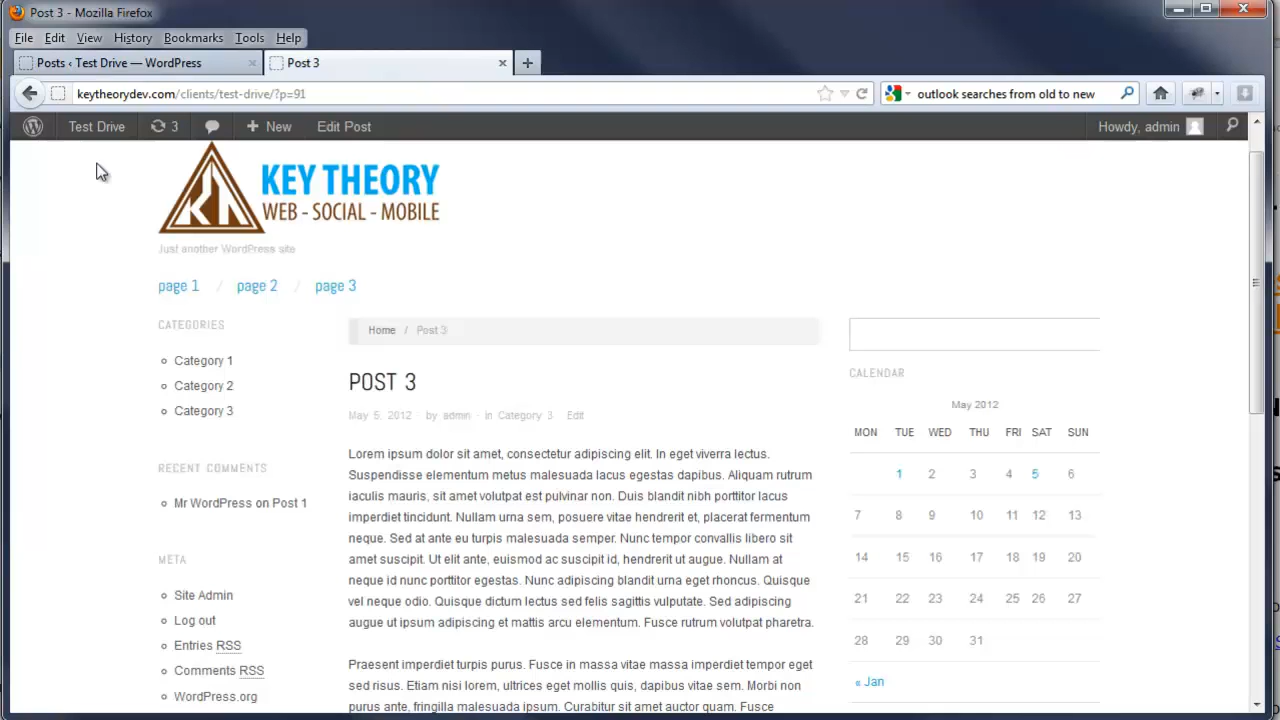 Post 3 - Mozilla Firefox
File Edit View History Bookmarks Tools Help
Posts ‹ Test Drive — WordPress
Post 3
keytheorydev.com/clients/test-drive/?p=91
outlook searches from old to new
Test Drive 3 New Edit Post Howdy, admin
KEY THEORY
WEB - SOCIAL - MOBILE
Just another WordPress site
page 1 / page 2 / page 3
CATEGORIES
Category 1
Category 2
Category 3
RECENT COMMENTS
Mr WordPress on Post 1
META
Site Admin
Log out
Entries RSS
Comments RSS
WordPress.org
Home / Post 3
POST 3
May 5, 2012 · by admin · in Category 3 Edit
Lorem ipsum dolor sit amet, consectetur adipiscing elit. In eget viverra lectus.
Suspendisse elementum metus malesuada lacus egestas dapibus. Aliquam rutrum
iaculis mauris, sit amet volutpat est pulvinar non. Duis blandit nibh porttitor lacus
imperdiet tincidunt. Nullam urna sem, posuere vitae hendrerit et, placerat fermentum
neque. Sed at ante eu turpis malesuada semper. Nunc tempor convallis libero sit
amet suscipit. Ut elit ante, euismod ac suscipit id, hendrerit ut augue. Nullam at
neque id nunc porttitor egestas. Nunc adipiscing blandit urna eget rhoncus. Quisque
vel neque odio. Quisque dictum lectus sed felis sagittis vulputate. Sed adipiscing
augue ut ipsum adipiscing et mattis arcu elementum. Fusce rutrum volutpat pharetra.
Praesent imperdiet turpis purus. Fusce in massa vitae massa imperdiet tempor eget
sed risus. Etiam nisi lorem, ultrices eget mollis quis, dapibus vitae sem. Morbi non
purus ante, fringilla malesuada ipsum. Curabitur sit amet auctor quam. Fusce
CALENDAR
May 2012
MON TUE WED THU FRI SAT SUN
1 2 3 4 5 6
7 8 9 10 11 12 13
14 15 16 17 18 19 20
21 22 23 24 25 26 27
28 29 30 31
« Jan